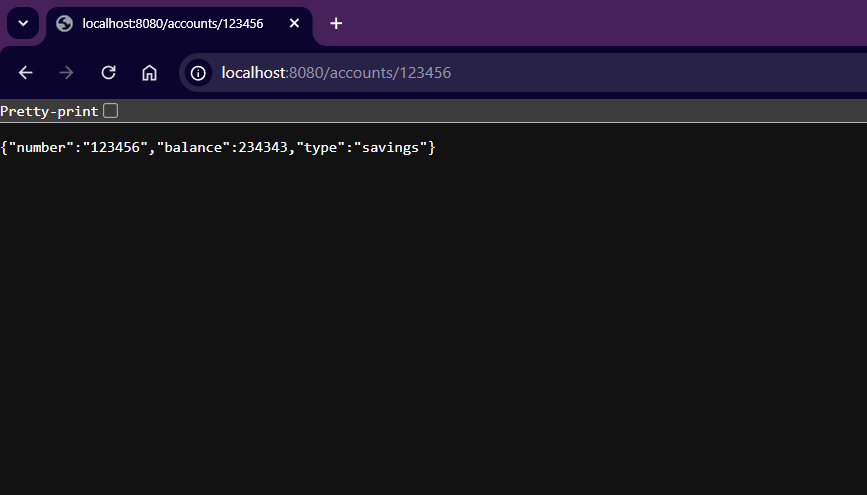 localhost:8080/accounts/123456
localhost:8080/accounts/123456
Pretty-print
{"number":"123456","balance":234343,"type":"savings"}